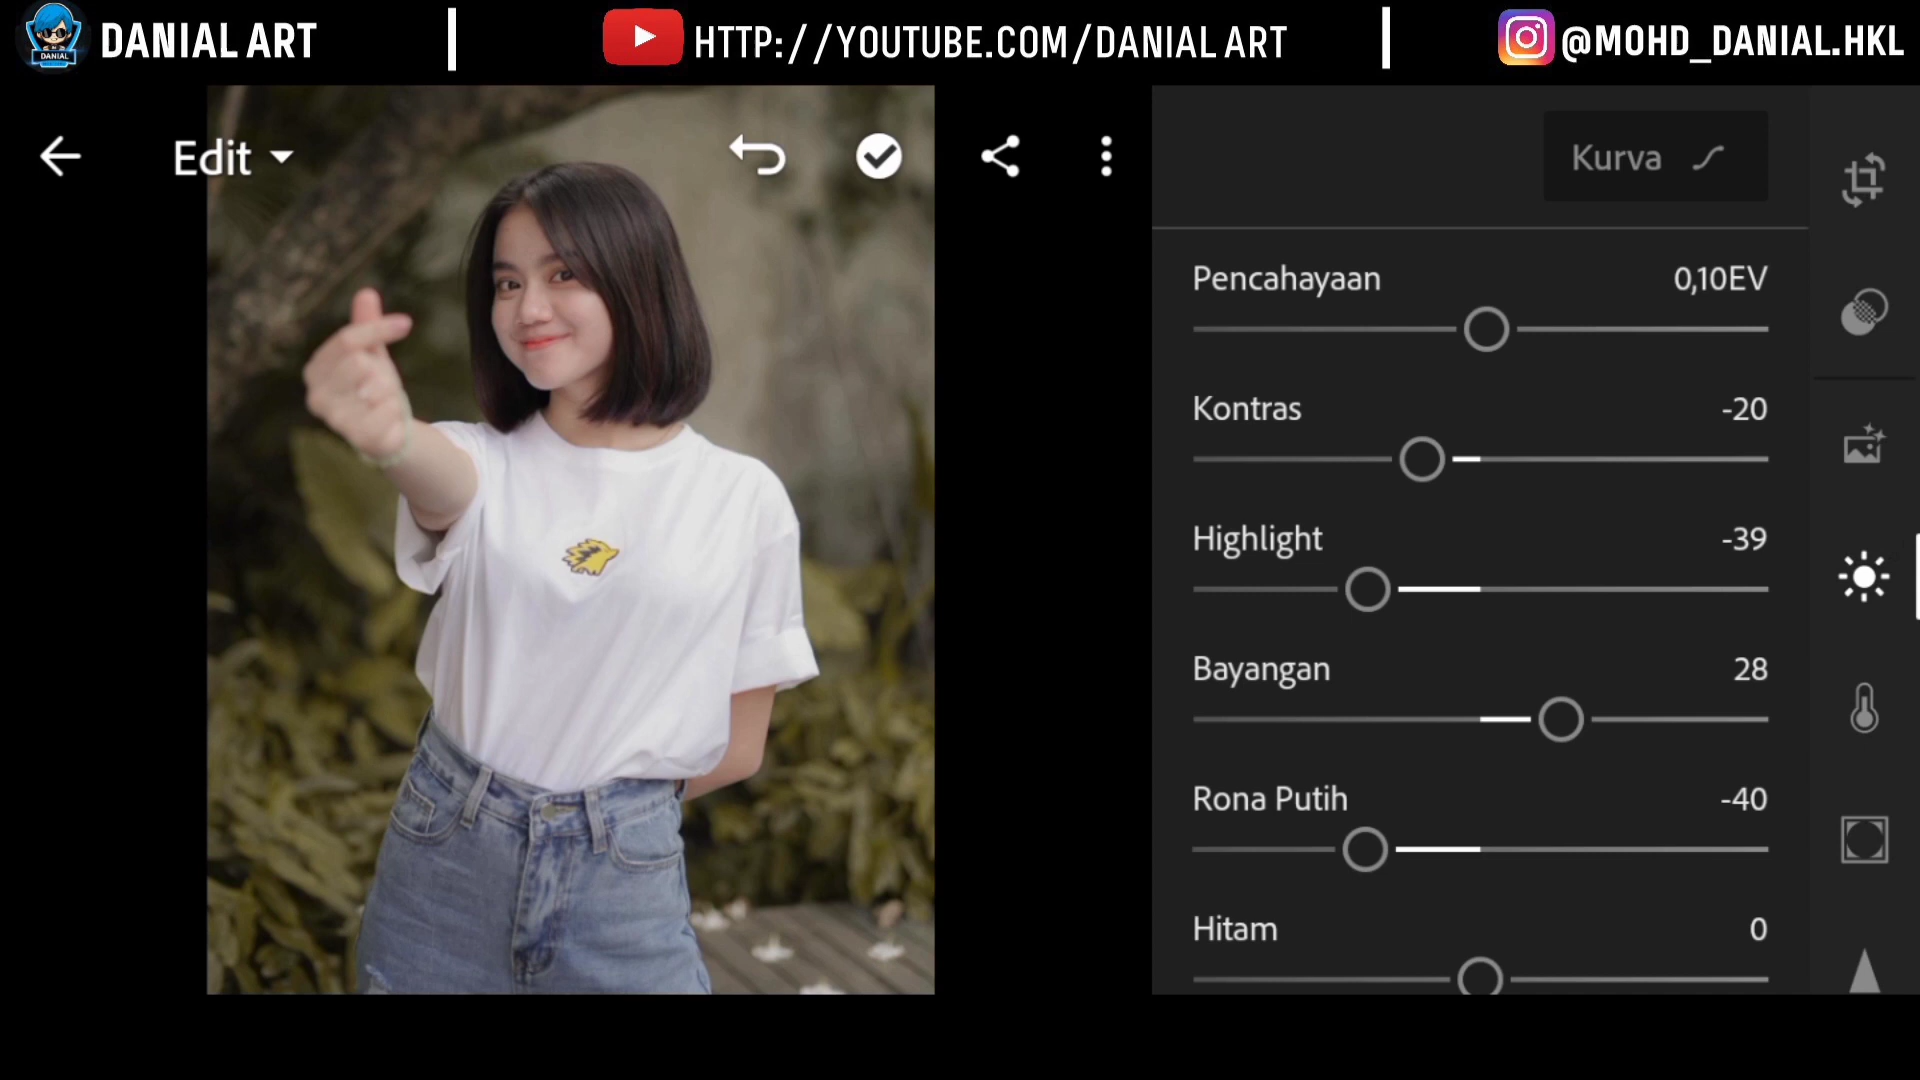 DANIAL
DANIAL ART
HTTP://YOUTUBE.COM/DANIAL ART
@MOHD_DANIAL.HKL
Edit
Kurva
Pencahayaan 0,10EV
Kontras -20
Highlight -39
Bayangan 28
Rona Putih -40
Hitam 0